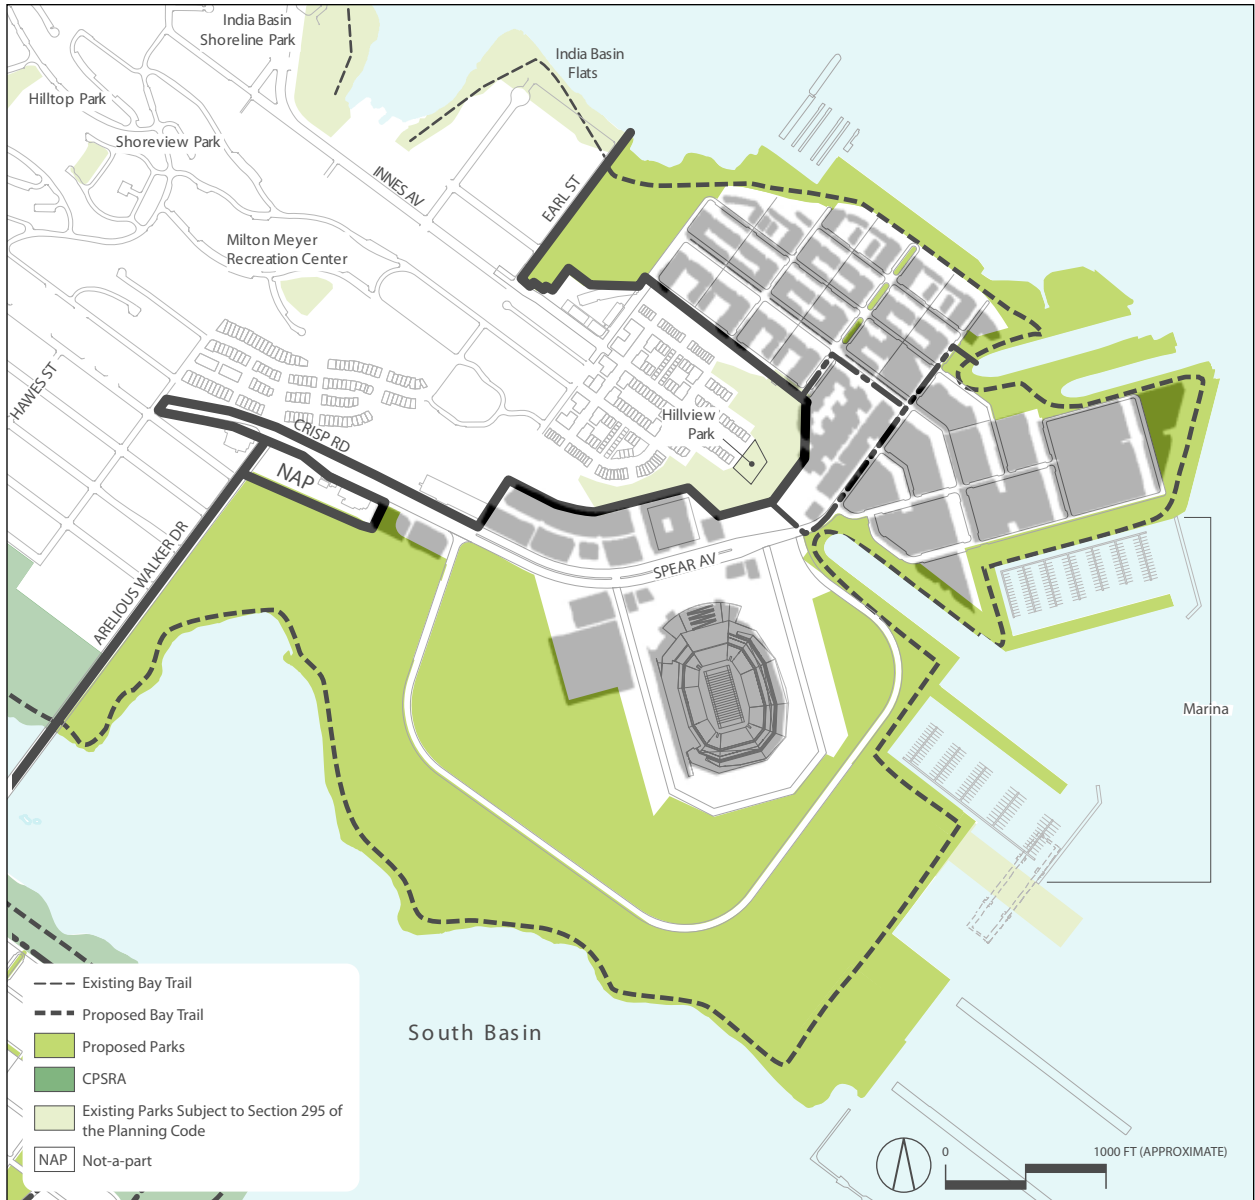 India Basin
Shoreline Park
India Basin
Flats
Hilltop Park
Shoreview Park
INNES AV
EARL ST
Milton Meyer
Recreation Center
HAWES ST
Hillview
Park
CRISP RD
NAP
SPEAR AV
ARELIOUS WALKER DR
Marina
South Basin
Existing Bay Trail
Proposed Bay Trail
Proposed Parks
CPSRA
Existing Parks Subject to Section 295 of
the Planning Code
NAP Not-a-part
0 1000 FT (APPROXIMATE)